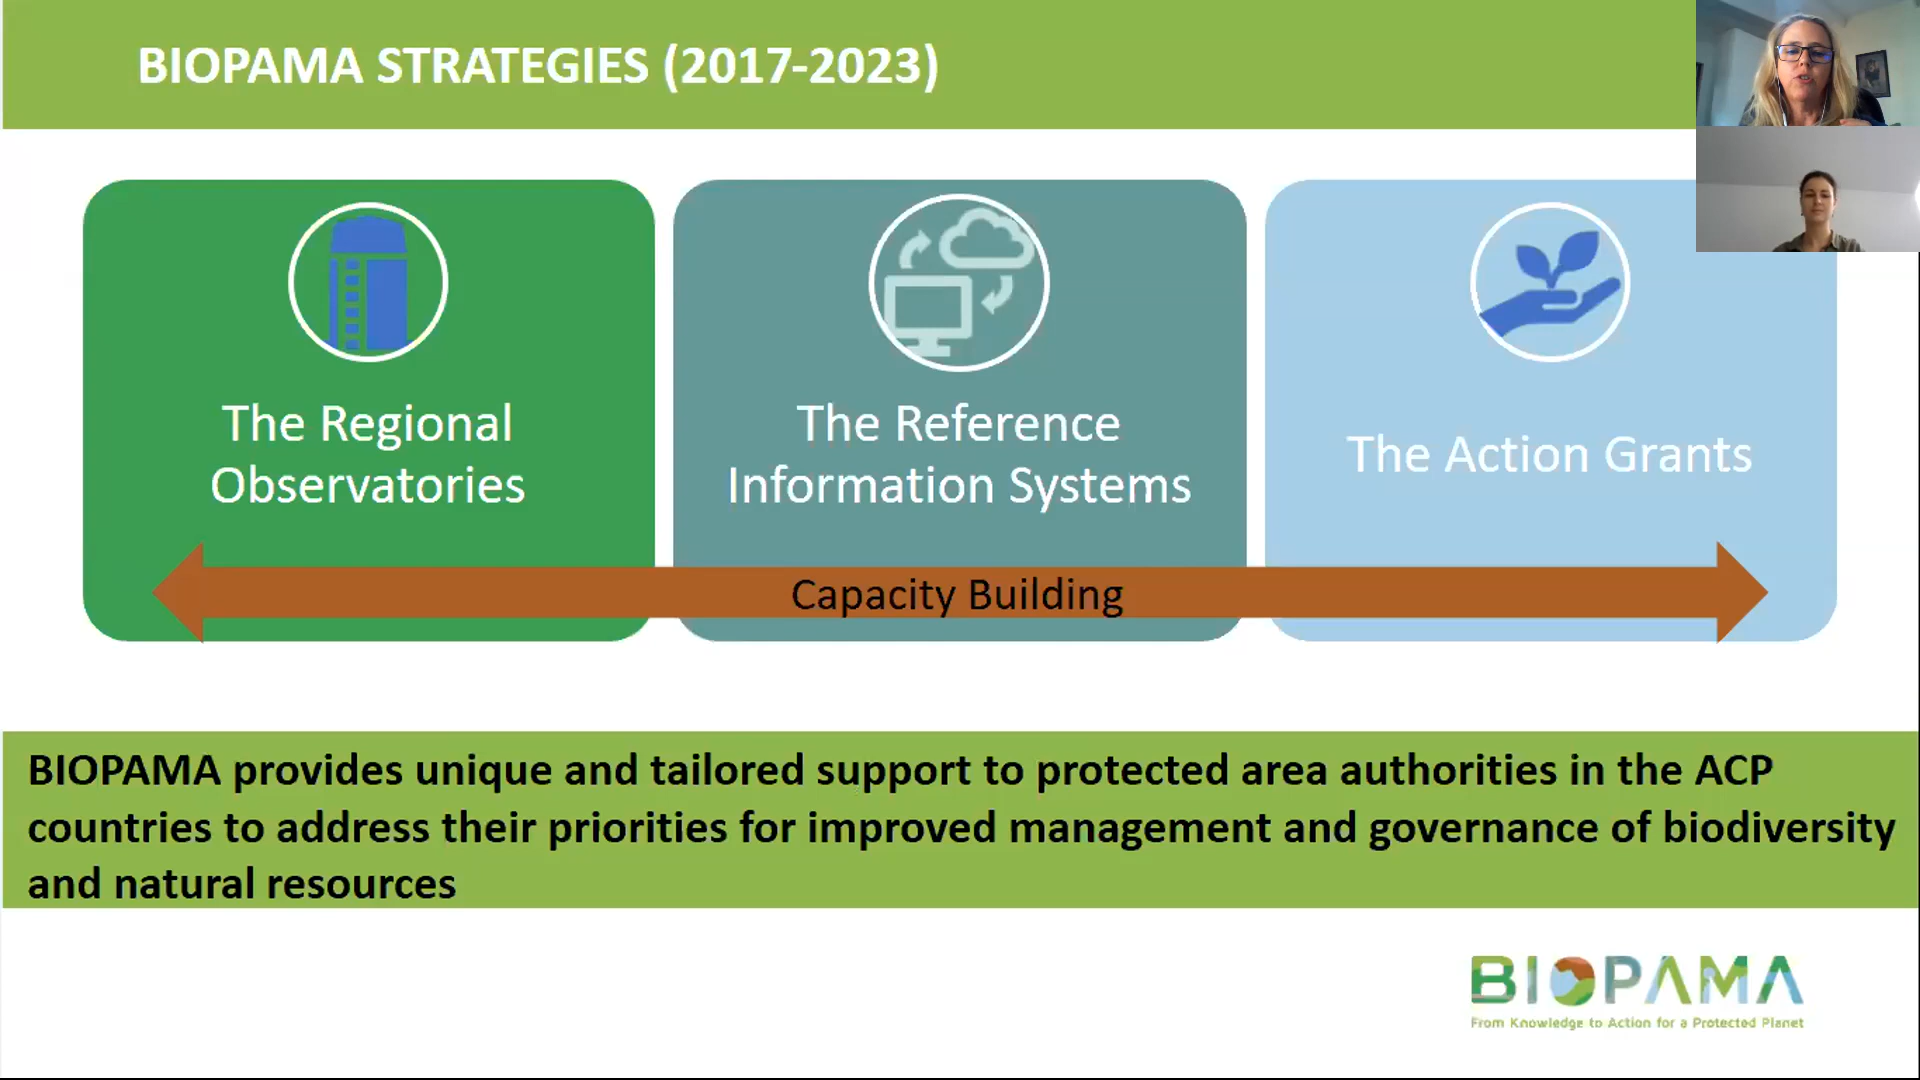 BIOPAMA STRATEGIES (2017-2023)
The Regional
Observatories
The Reference
Information Systems
The Action Grants
Capacity Building
BIOPAMA provides unique and tailored support to protected area authorities in the ACP
countries to address their priorities for improved management and governance of biodiversity
and natural resources
BIOPAMA
From Knowledge to Action for a Protected Planet